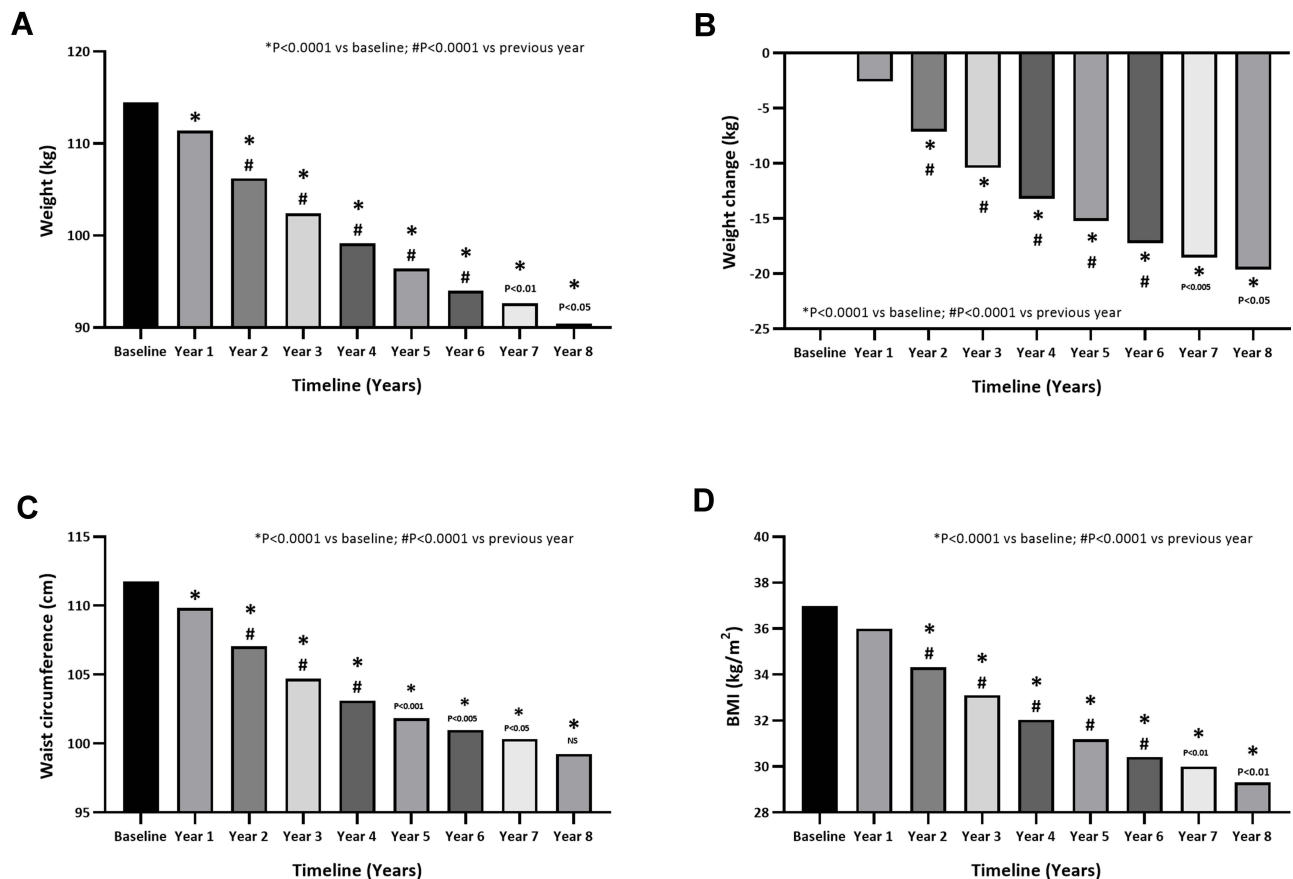 A
*P<0.0001 vs baseline; #P<0.0001 vs previous year
Weight (kg)
120
110
100
90
*
*
#
*
#
*
#
*
#
*
#
*
P<0.01
*
P<0.05
Baseline Year 1 Year 2 Year 3 Year 4 Year 5 Year 6 Year 7 Year 8
Timeline (Years)
B
Weight change (kg)
0
-5
-10
-15
-20
-25
*
#
*
#
*
#
*
#
*
#
*
P<0.005
*
P<0.05
*P<0.0001 vs baseline; #P<0.0001 vs previous year
Baseline Year 1 Year 2 Year 3 Year 4 Year 5 Year 6 Year 7 Year 8
Timeline (Years)
C
*P<0.0001 vs baseline; #P<0.0001 vs previous year
Waist circumference (cm)
115
110
105
100
95
*
*
#
*
#
*
#
*
P<0.001
*
P<0.005
*
P<0.05
*
NS
Baseline Year 1 Year 2 Year 3 Year 4 Year 5 Year 6 Year 7 Year 8
Timeline (Years)
D
*P<0.0001 vs baseline; #P<0.0001 vs previous year
BMI (kg/m²)
40
38
36
34
32
30
28
*
#
*
#
*
#
*
#
*
#
*
P<0.01
*
P<0.01
Baseline Year 1 Year 2 Year 3 Year 4 Year 5 Year 6 Year 7 Year 8
Timeline (Years)